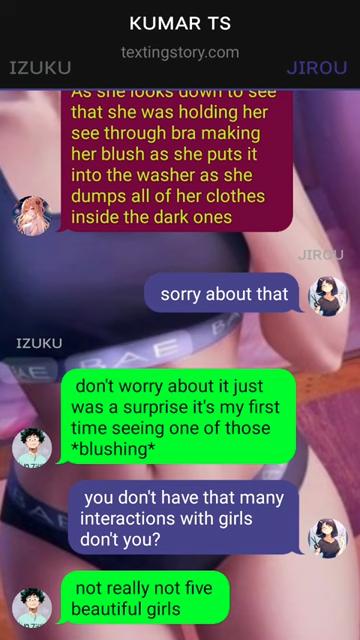 KUMAR TS
textingstory.com
IZUKU
JIROU
As she looks down to see
that she was holding her
see through bra making
her blush as she puts it
into the washer as she
dumps all of her clothes
inside the dark ones
JIROU
sorry about that
BAE
BAE
IZUKU
don't worry about it just
was a surprise it's my first
time seeing one of those
*blushing*
you don't have that many
interactions with girls
don't you?
not really not five
beautiful girls